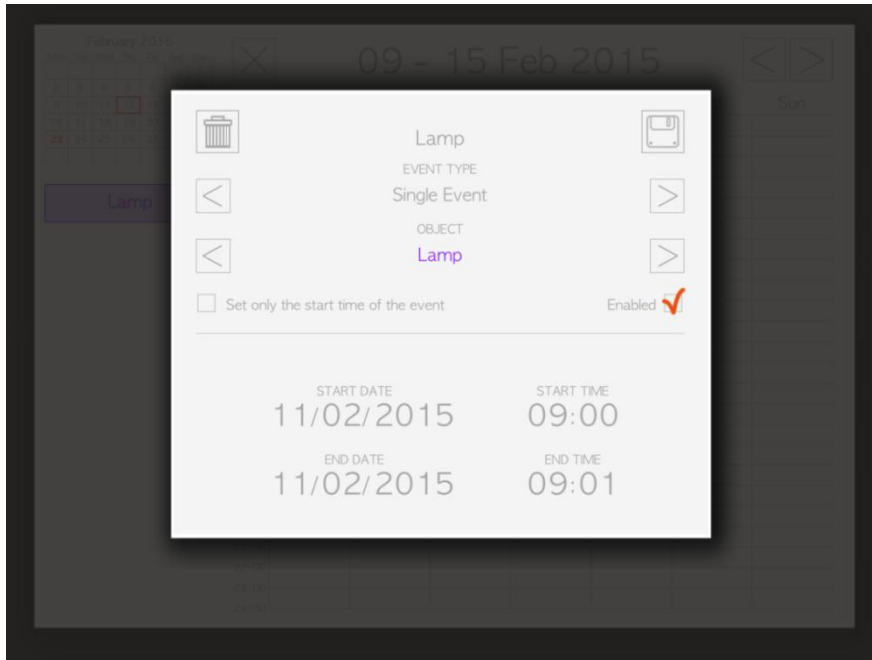 February 2015
09 - 15 Feb 2015
Sun
Lamp
Lamp
EVENT TYPE
Single Event
OBJECT
Lamp
Set only the start time of the event
Enabled
START DATE
START TIME
11/02/2015
09:00
END DATE
END TIME
11/02/2015
09:01